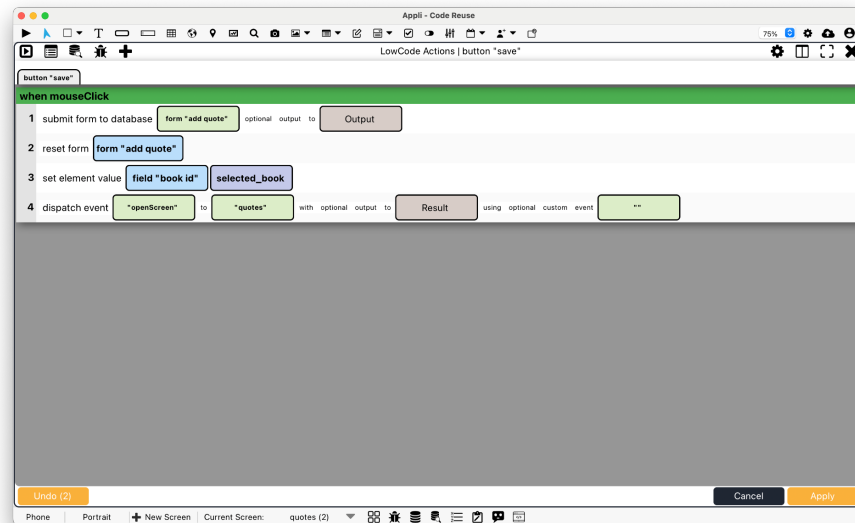 Appli - Code Reuse
75%
LowCode Actions | button "save"
button "save"
when mouseClick
1 submit form to database form "add quote" optional output to Output
2 reset form form "add quote"
3 set element value field "book id" selected_book
4 dispatch event "openScreen" to "quotes" with optional output to Result using optional custom event ""
Undo (2) Cancel Apply
Phone Portrait New Screen Current Screen: quotes (2)